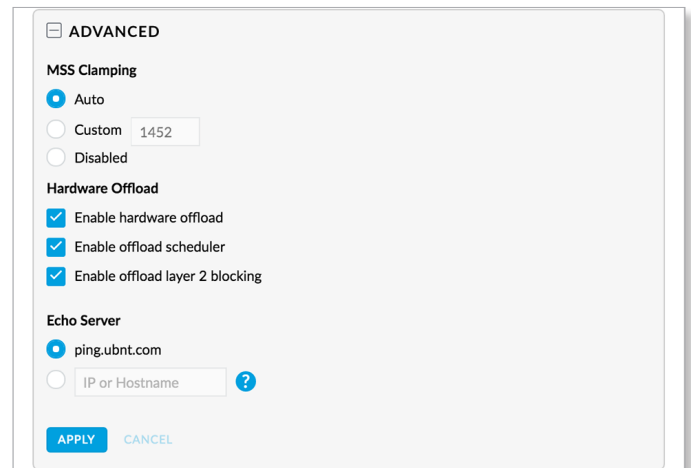 ADVANCED
MSS Clamping
Auto
Custom 1452
Disabled
Hardware Offload
Enable hardware offload
Enable offload scheduler
Enable offload layer 2 blocking
Echo Server
ping.ubnt.com
IP or Hostname ?
APPLY CANCEL